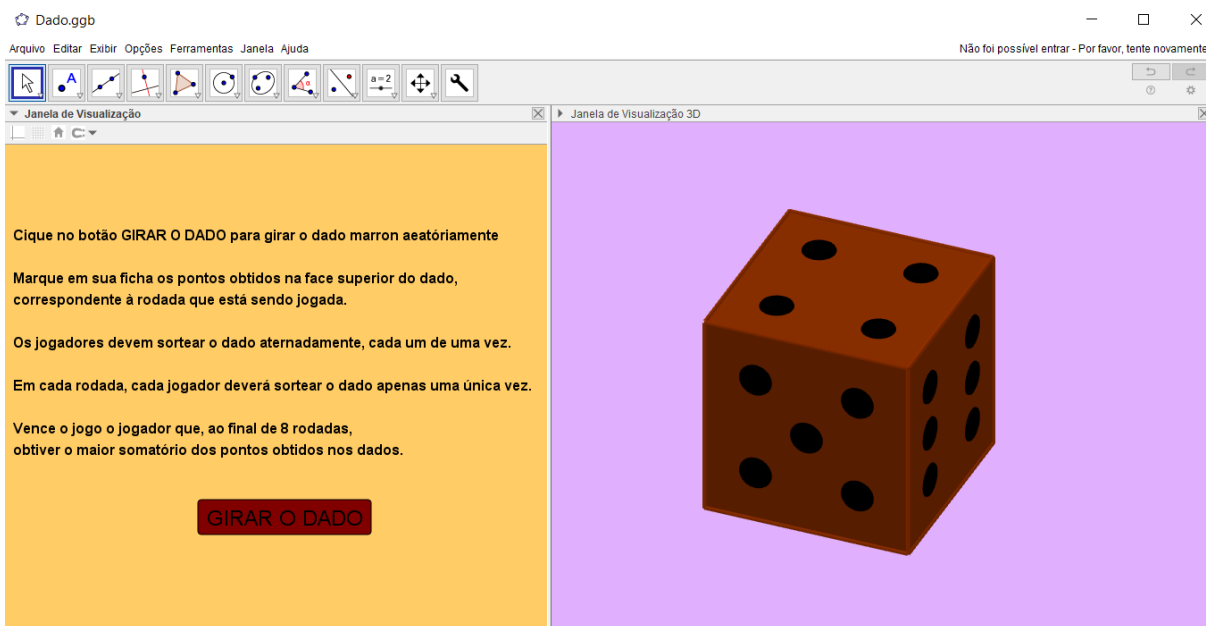 Dado.ggb
Arquivo Editar Exibir Opções Ferramentas Janela Ajuda
Não foi possível entrar - Por favor, tente novamente
A
α
a=2
Janela de Visualização
Janela de Visualização 3D
Cique no botão GIRAR O DADO para girar o dado marron aeatóriamente
Marque em sua ficha os pontos obtidos na face superior do dado,
correspondente à rodada que está sendo jogada.
Os jogadores devem sortear o dado aternadamente, cada um de uma vez.
Em cada rodada, cada jogador deverá sortear o dado apenas uma única vez.
Vence o jogo o jogador que, ao final de 8 rodadas,
obtiver o maior somatório dos pontos obtidos nos dados.
GIRAR O DADO